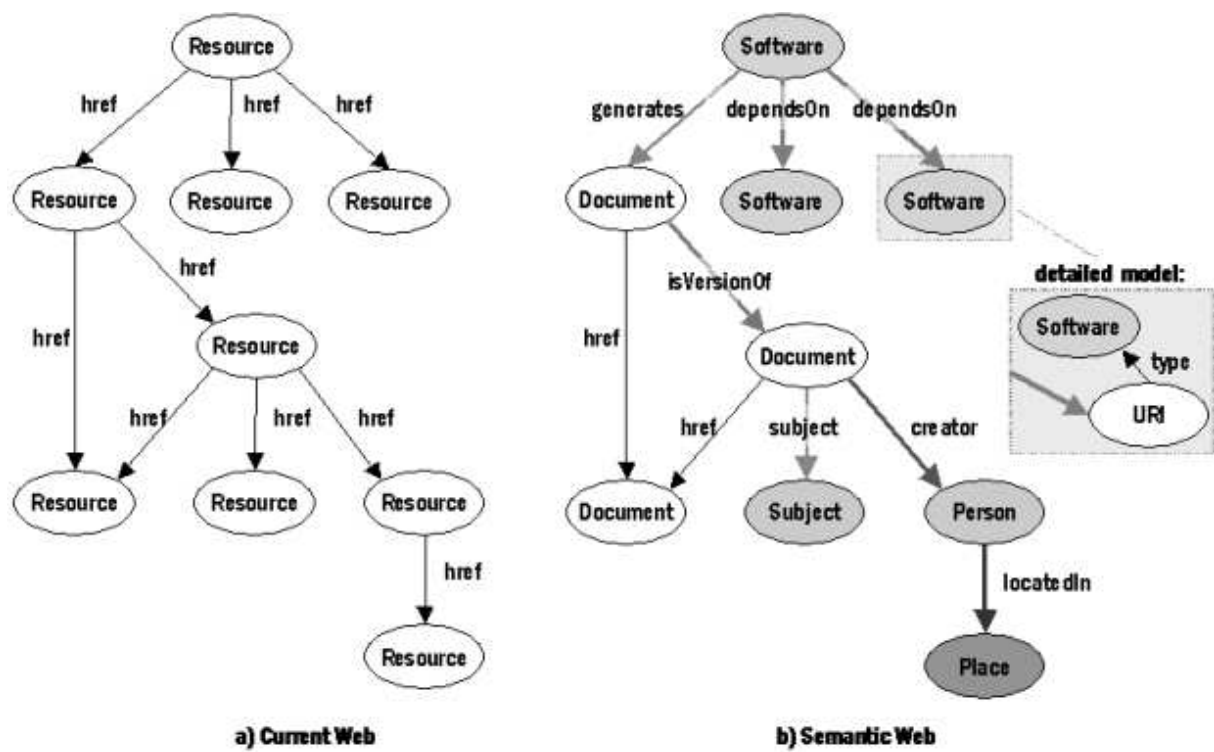 Resource
href
href
href
Resource
Resource
Resource
href
href
Resource
href
href
href
Resource
Resource
Resource
href
Resource
a) Current Web
Software
generates
dependsOn
dependsOn
Document
Software
Software
isVersionOf
href
Document
href
subject
creator
Document
Subject
Person
locatedIn
Place
detailed model:
Software
type
URI
b) Semantic Web